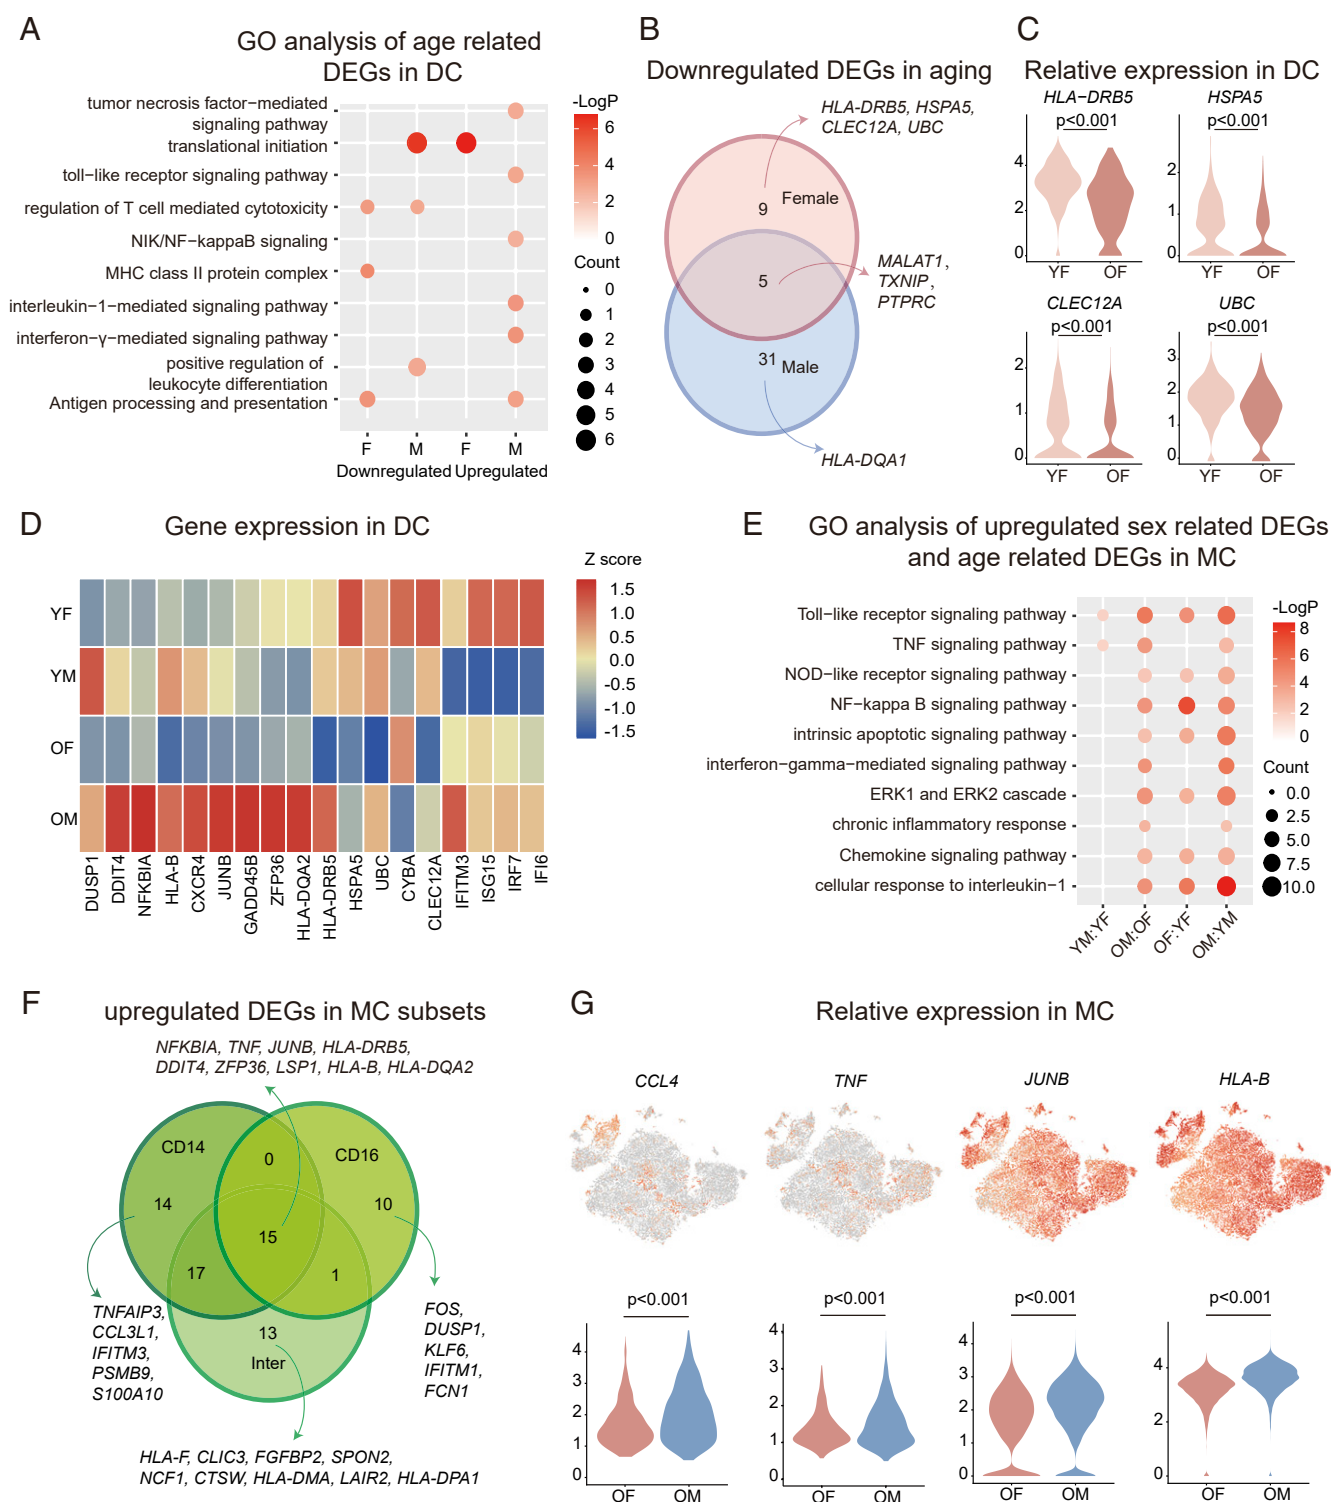 A
GO analysis of age related
DEGs in DC
tumor necrosis factor−mediated
signaling pathway
translational initiation
toll−like receptor signaling pathway
regulation of T cell mediated cytotoxicity
NIK/NF−kappaB signaling
MHC class II protein complex
interleukin−1−mediated signaling pathway
interferon−γ−mediated signaling pathway
positive regulation of
leukocyte differentiation
Antigen processing and presentation
F M F M
Downregulated Upregulated
-LogP
6
4
2
0
Count
0
1
2
3
4
5
6
B
Downregulated DEGs in aging
HLA-DRB5, HSPA5,
CLEC12A, UBC
Female
9
5
MALAT1,
TXNIP,
PTPRC
31 Male
HLA-DQA1
C
Relative expression in DC
HLA−DRB5
p<0.001
4
2
0
YF OF
HSPA5
p<0.001
2
1
0
YF OF
CLEC12A
p<0.001
2
1
0
YF OF
UBC
p<0.001
3
2
1
0
YF OF
D
Gene expression in DC
YF
YM
OF
OM
DUSP1
DDIT4
NFKBIA
HLA-B
CXCR4
JUNB
GADD45B
ZFP36
HLA-DQA2
HLA-DRB5
HSPA5
UBC
CYBA
CLEC12A
IFITM3
ISG15
IRF7
IFI6
Z score
1.5
1.0
0.5
0.0
-0.5
-1.0
-1.5
E
GO analysis of upregulated sex related DEGs
and age related DEGs in MC
Toll−like receptor signaling pathway
TNF signaling pathway
NOD−like receptor signaling pathway
NF−kappa B signaling pathway
intrinsic apoptotic signaling pathway
interferon−gamma−mediated signaling pathway
ERK1 and ERK2 cascade
chronic inflammatory response
Chemokine signaling pathway
cellular response to interleukin−1
YM:YF
OM:OF
OF:YF
OM:YM
-LogP
8
6
4
2
0
Count
0.0
2.5
5.0
7.5
10.0
F
upregulated DEGs in MC subsets
NFKBIA, TNF, JUNB, HLA-DRB5,
DDIT4, ZFP36, LSP1, HLA-B, HLA-DQA2
CD14
0
CD16
14
10
15
17
1
13
Inter
TNFAIP3,
CCL3L1,
IFITM3,
PSMB9,
S100A10
FOS,
DUSP1,
KLF6,
IFITM1,
FCN1
HLA-F, CLIC3, FGFBP2, SPON2,
NCF1, CTSW, HLA-DMA, LAIR2, HLA-DPA1
G
Relative expression in MC
CCL4
TNF
JUNB
HLA-B
p<0.001
4
3
2
1
0
OF OM
p<0.001
4
3
2
1
0
OF OM
p<0.001
4
3
2
1
0
OF OM
p<0.001
4
2
0
OF OM